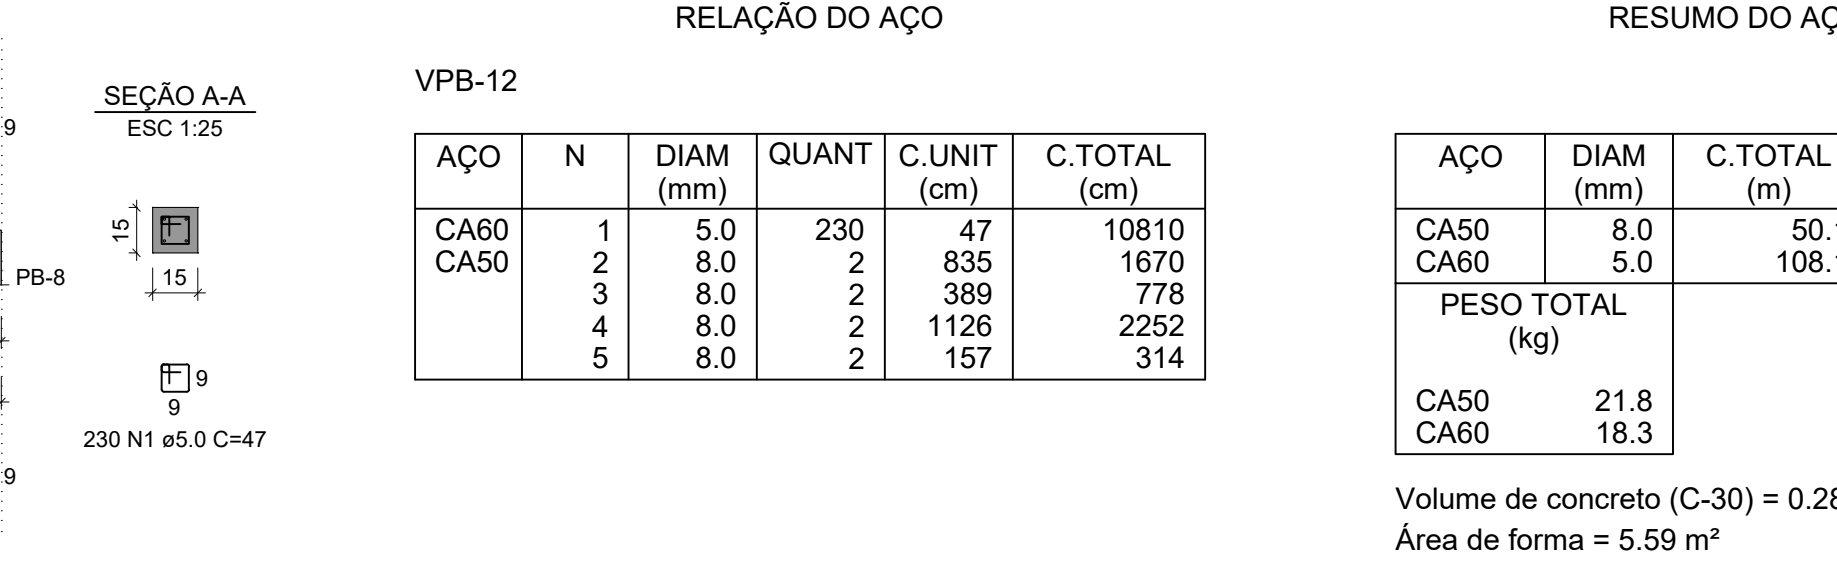 RELAÇÃO DO AÇO
RESUMO DO AÇ
VPB-12
SEÇÃO A-A
ESC 1:25
9
15
15
PB-8
9
9
230 N1 ø5.0 C=47
9
AÇO N DIAM QUANT C.UNIT C.TOTAL
(mm) (cm) (cm)
CA60 1 5.0 230 47 10810
CA50 2 8.0 2 835 1670
3 8.0 2 389 778
4 8.0 2 1126 2252
5 8.0 2 157 314
AÇO DIAM C.TOTAL
(mm) (m)
CA50 8.0 50.1
CA60 5.0 108.1
PESO TOTAL
(kg)
CA50 21.8
CA60 18.3
Volume de concreto (C-30) = 0.28
Área de forma = 5.59 m²